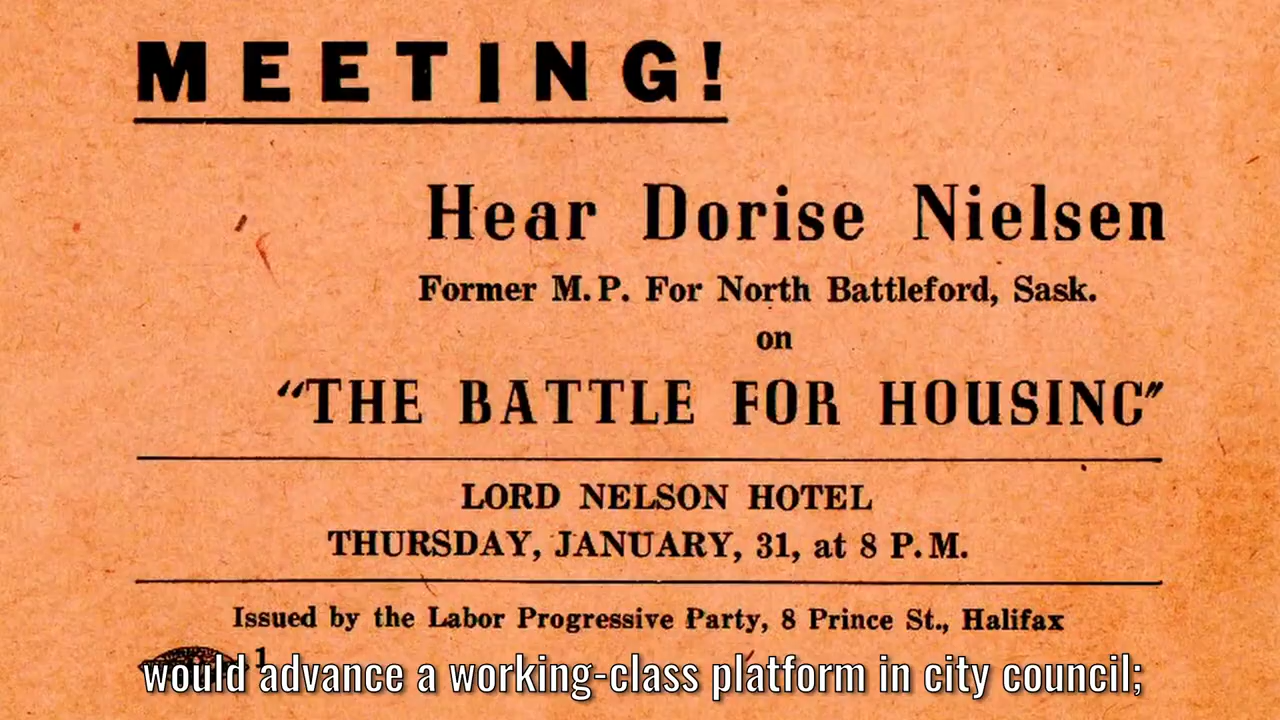 MEETING!
Hear Dorise Nielsen
Former M.P. For North Battleford, Sask.
on
"THE BATTLE FOR HOUSING"
LORD NELSON HOTEL
THURSDAY, JANUARY, 31, at 8 P.M.
Issued by the Labor Progressive Party, 8 Prince St., Halifax
1
would advance a working-class platform in city council;